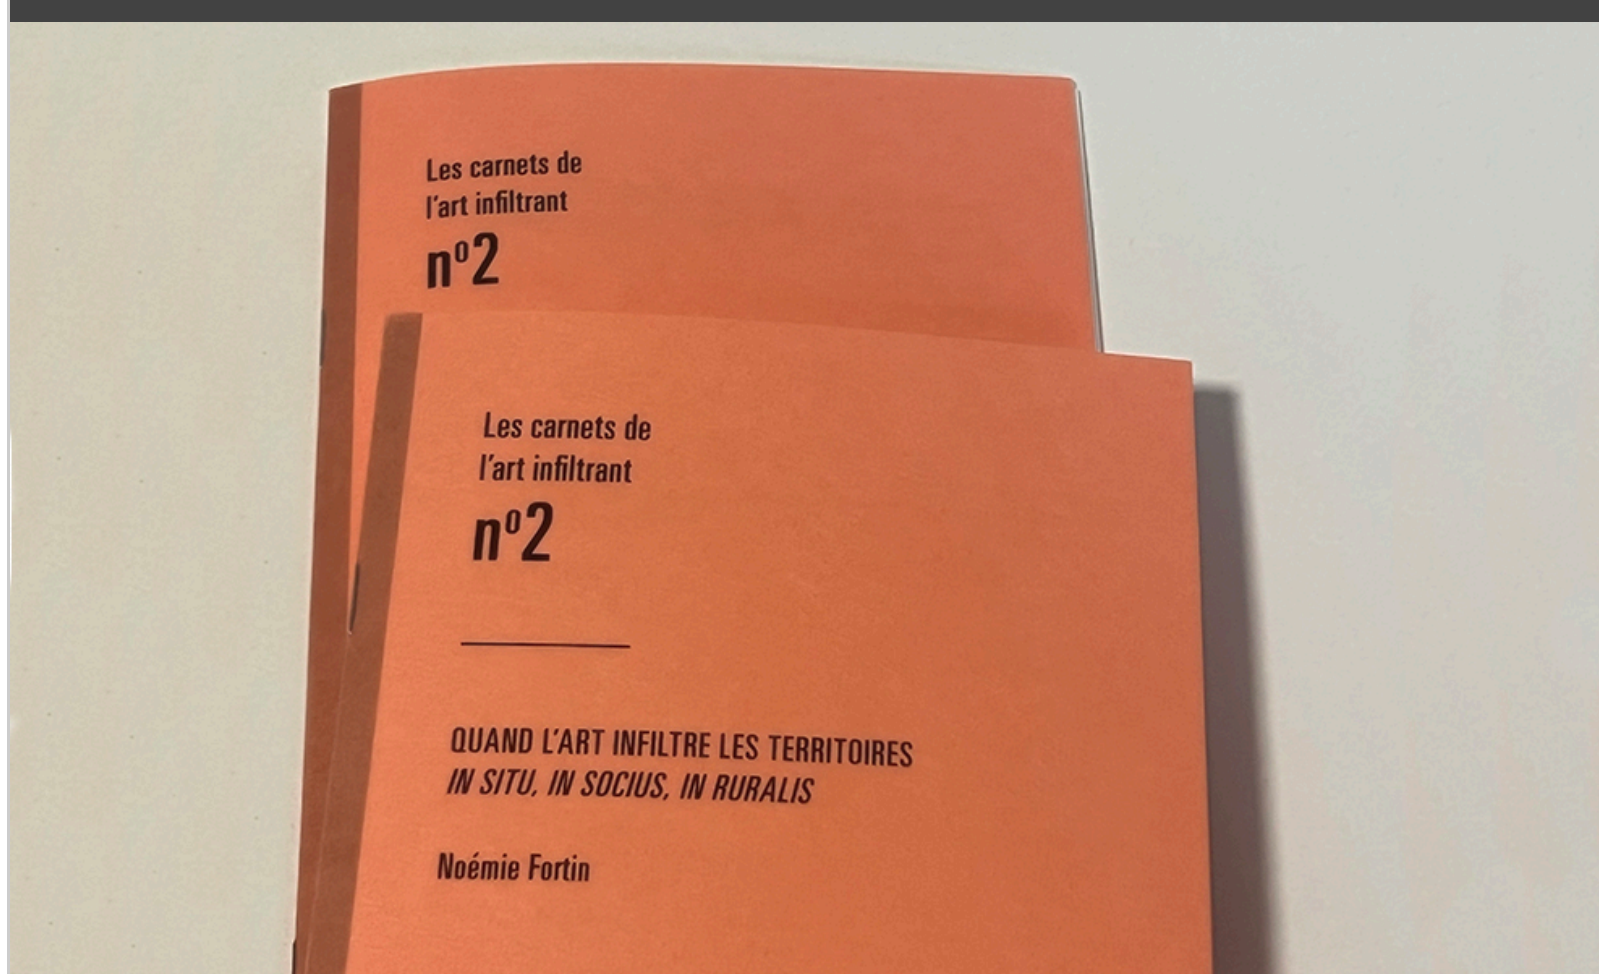 Les carnets de
l'art infiltrant
nº2
Les carnets de
l'art infiltrant
nº2
QUAND L'ART INFILTRE LES TERRITOIRES
IN SITU, IN SOCIUS, IN RURALIS
Noémie Fortin